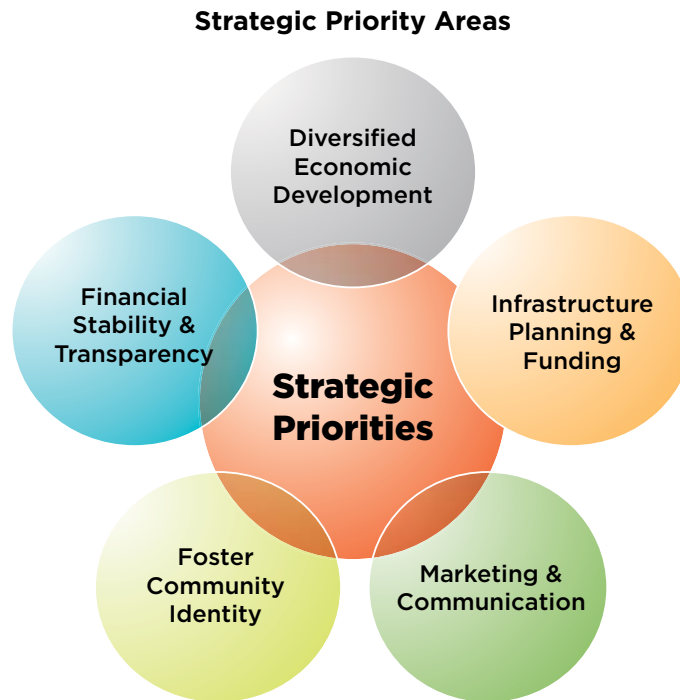 Strategic Priority Areas
Diversified
Economic
Development
Financial
Stability &
Transparency
Infrastructure
Planning &
Funding
Strategic
Priorities
Foster
Community
Identity
Marketing &
Communication